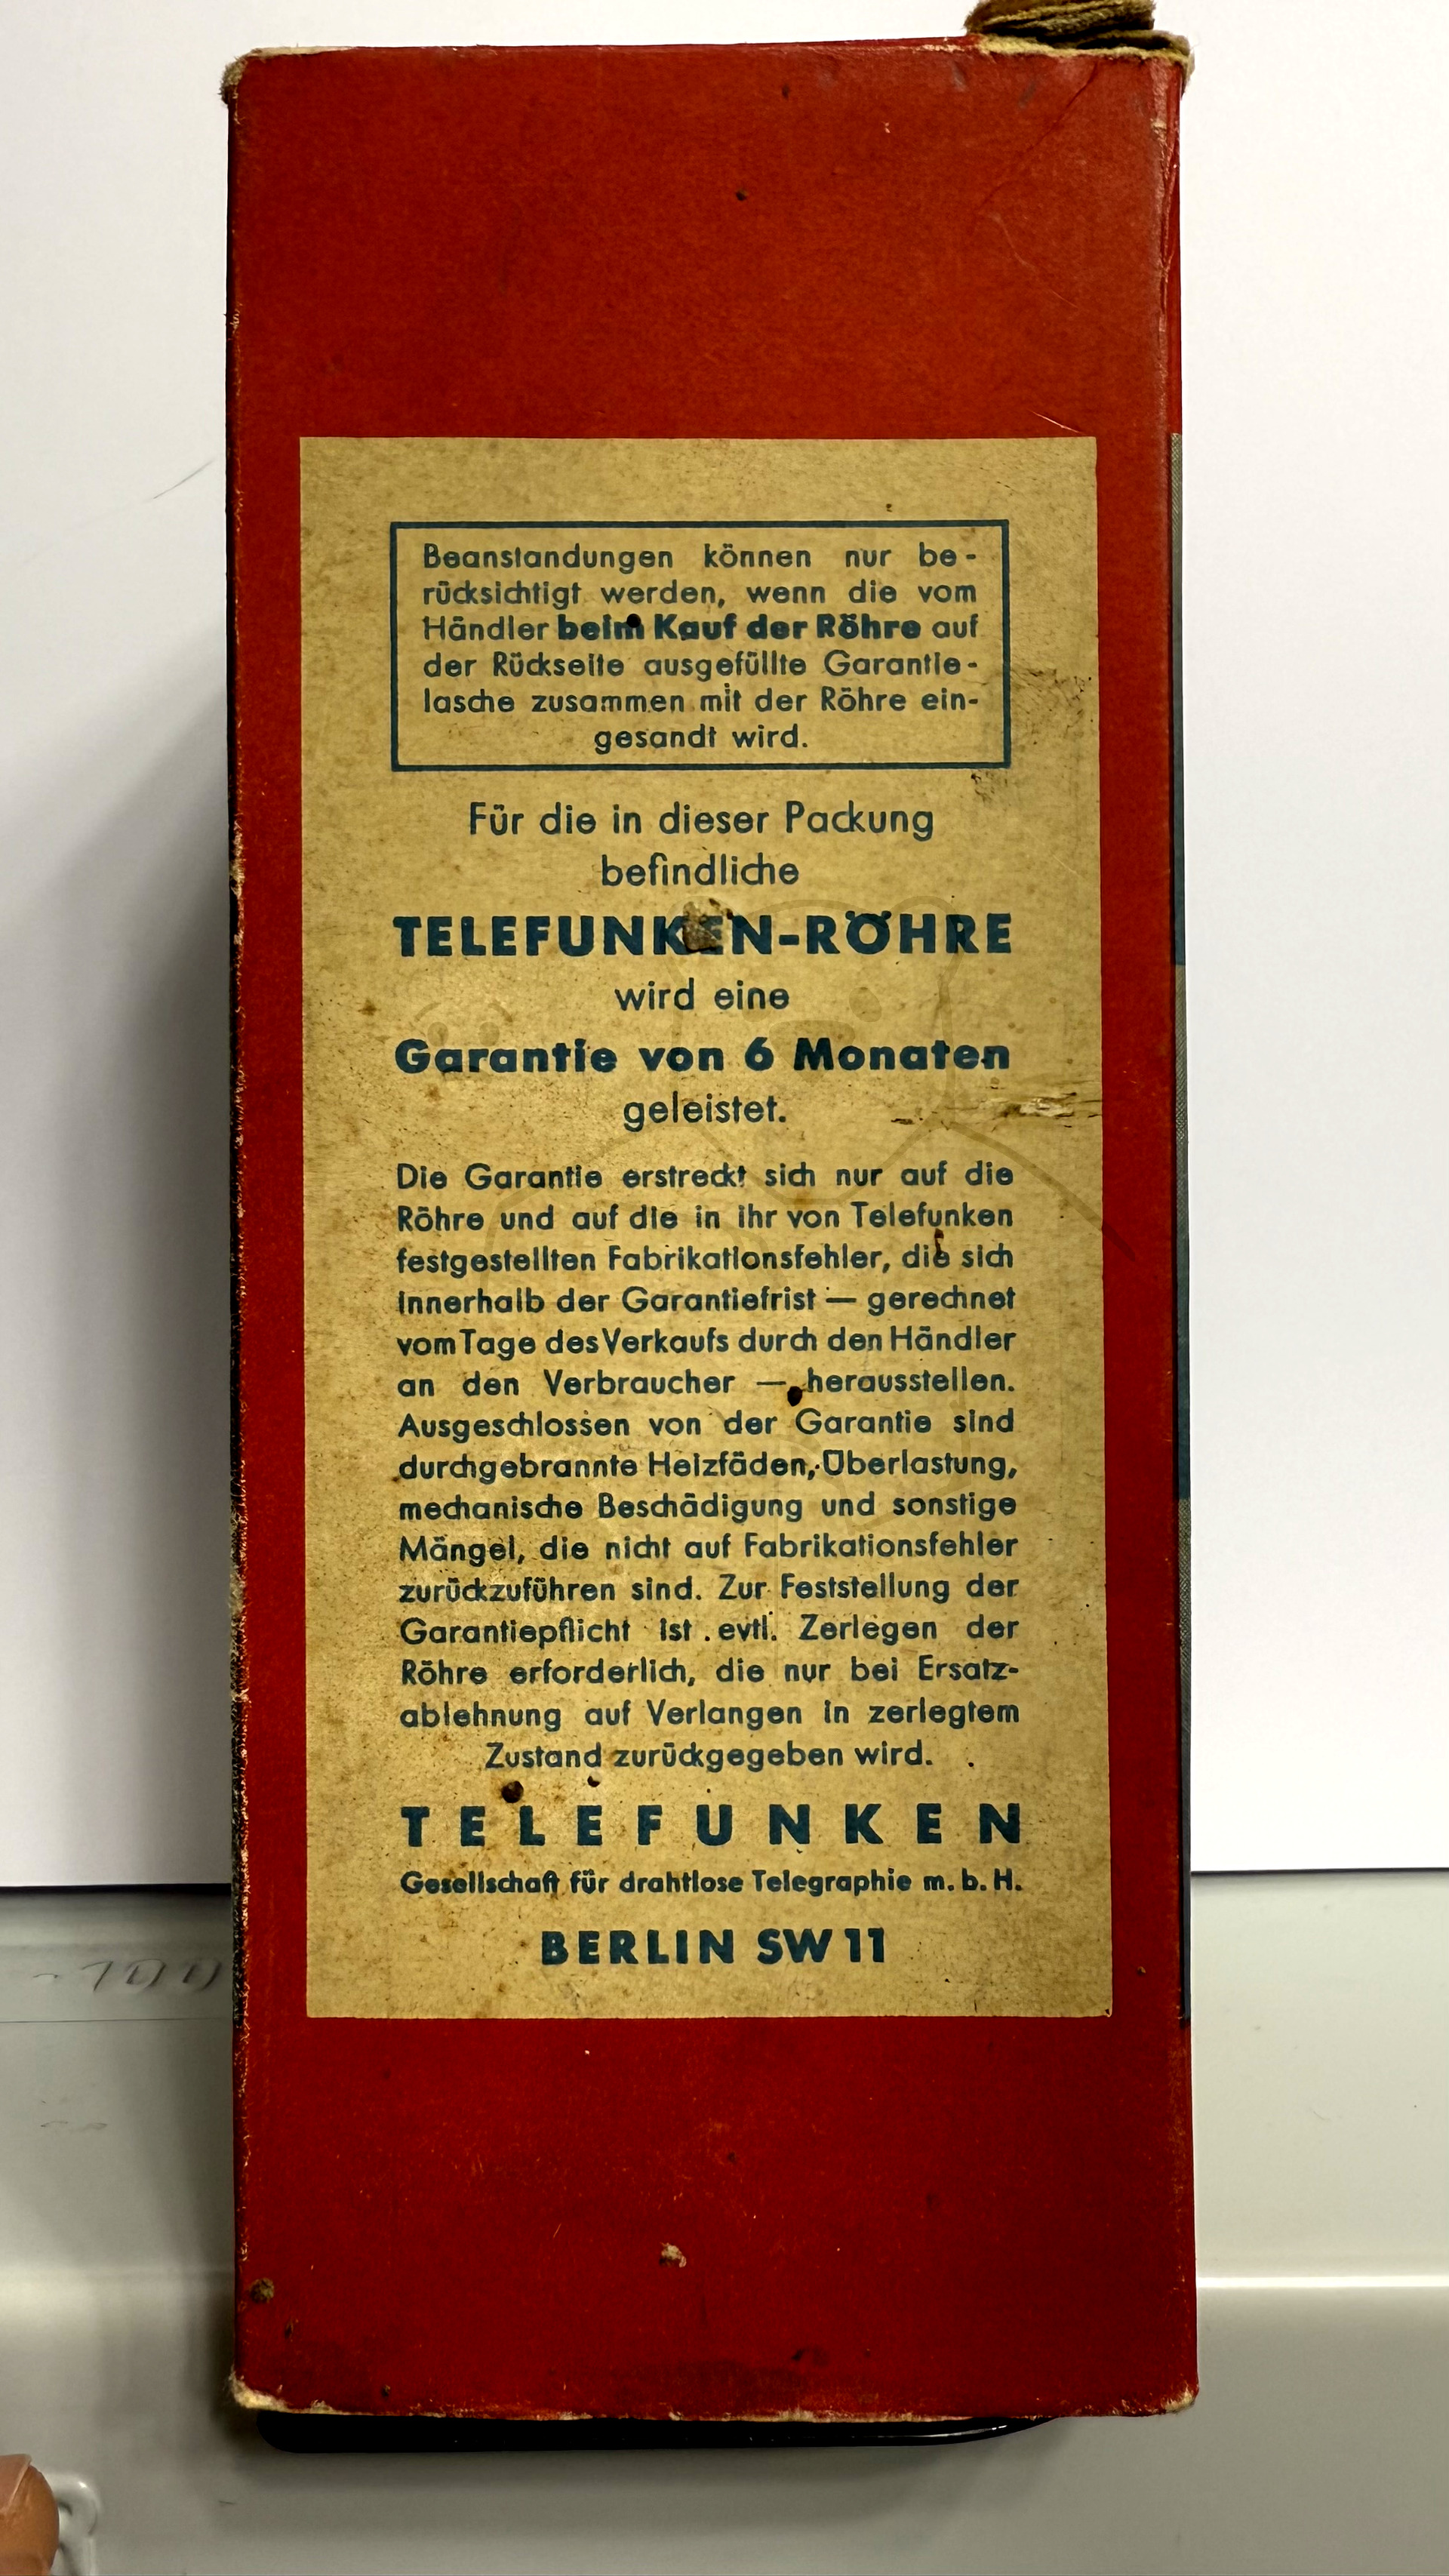 Beanstandungen können nur be-
rücksichtigt werden, wenn die vom
Händler beim Kauf der Röhre auf
der Rückseite ausgefüllte Garantie-
lasche zusammen mit der Röhre ein-
gesandt wird.
Für die in dieser Packung
befindliche
TELEFUNKEN-RÖHRE
wird eine
Garantie von 6 Monaten
geleistet.
Die Garantie erstreckt sich nur auf die
Röhre und auf die in ihr von Telefunken
festgestellten Fabrikationsfehler, die sich
innerhalb der Garantiefrist — gerechnet
vom Tage des Verkaufs durch den Händler
an den Verbraucher — herausstellen.
Ausgeschlossen von der Garantie sind
durchgebrannte Heizfäden, Überlastung,
mechanische Beschädigung und sonstige
Mängel, die nicht auf Fabrikationsfehler
zurückzuführen sind. Zur Feststellung der
Garantiepflicht ist evtl. Zerlegen der
Röhre erforderlich, die nur bei Ersatz-
ablehnung auf Verlangen in zerlegtem
Zustand zurückgegeben wird.
TELEFUNKEN
Gesellschaft für drahtlose Telegraphie m. b. H.
BERLIN SW 11